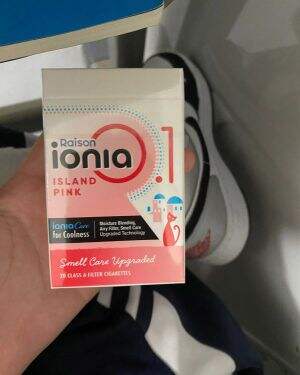 Raison
ionia 0.1
ISLAND
PINK
ionia Care
for Coolness
Moisture Blending,
Airy Filter, Smell Care
Upgraded Technology
Smell Care Upgraded
20 CLASS A FILTER CIGARETTES